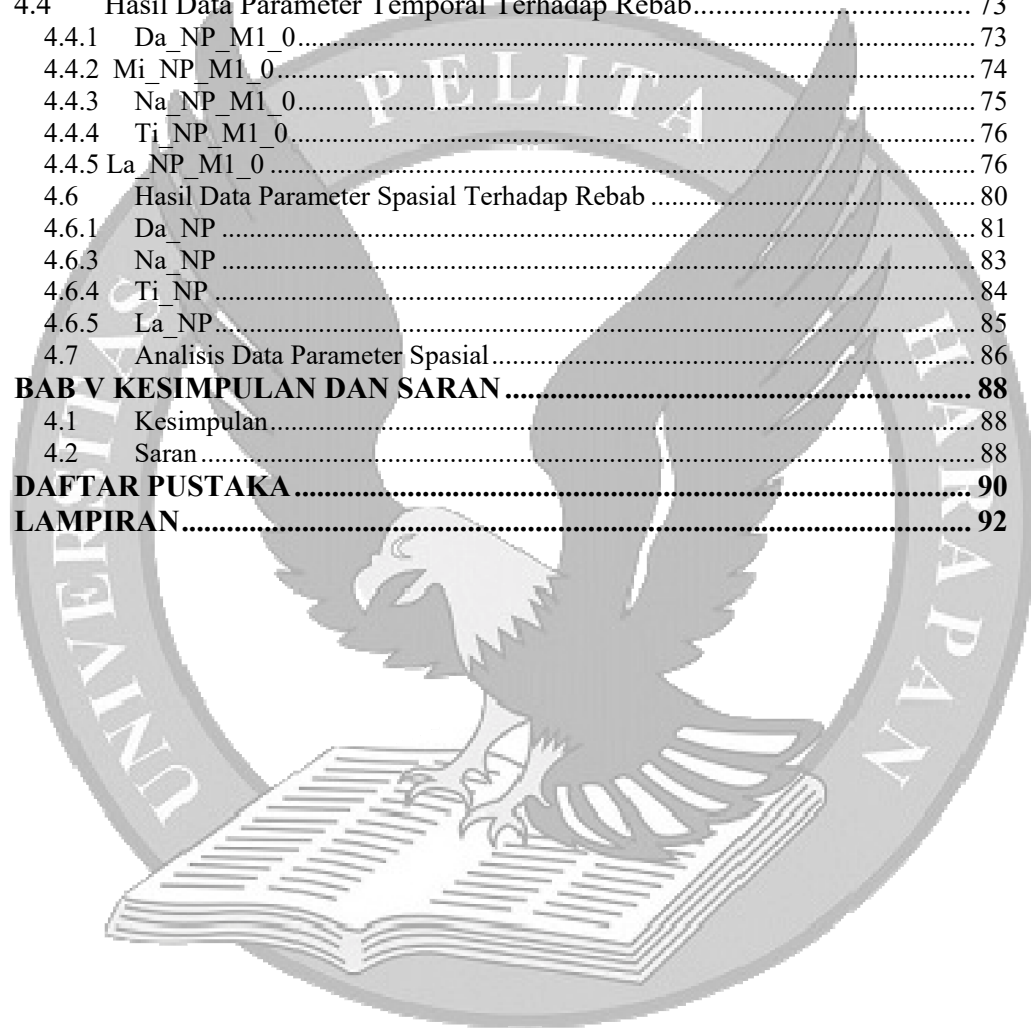 4.4 Hasil Data Parameter Temporal Terhadap Rebab.................................... 73
4.4.1 Da_NP_M1_0.................................................................................... 73
4.4.2 Mi_NP_M1_0........................................................................................ 74
4.4.3 Na_NP_M1_0.................................................................................... 75
4.4.4 Ti_NP_M1_0..................................................................................... 76
4.4.5 La_NP_M1_0 ........................................................................................ 76
4.6 Hasil Data Parameter Spasial Terhadap Rebab .......................................... 80
4.6.1 Da_NP ................................................................................................ 81
4.6.3 Na_NP ................................................................................................ 83
4.6.4 Ti_NP ................................................................................................. 84
4.6.5 La_NP................................................................................................. 85
4.7 Analisis Data Parameter Spasial................................................................ 86
BAB V KESIMPULAN DAN SARAN ............................................................. 88
4.1 Kesimpulan.......................................................................................... 88
4.2 Saran ................................................................................................... 88
DAFTAR PUSTAKA ......................................................................................... 90
LAMPIRAN....................................................................................................... 92
UNIVERSITAS PELITA HARAPAN